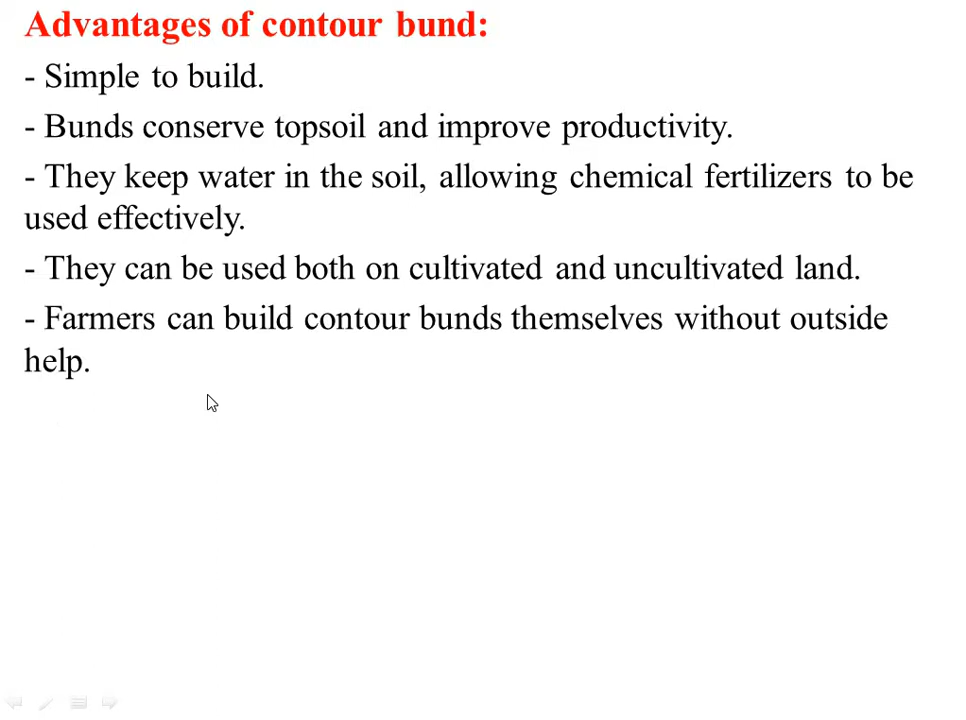 Advantages of contour bund:
- Simple to build.
- Bunds conserve topsoil and improve productivity.
- They keep water in the soil, allowing chemical fertilizers to be
used effectively.
- They can be used both on cultivated and uncultivated land.
- Farmers can build contour bunds themselves without outside
help.